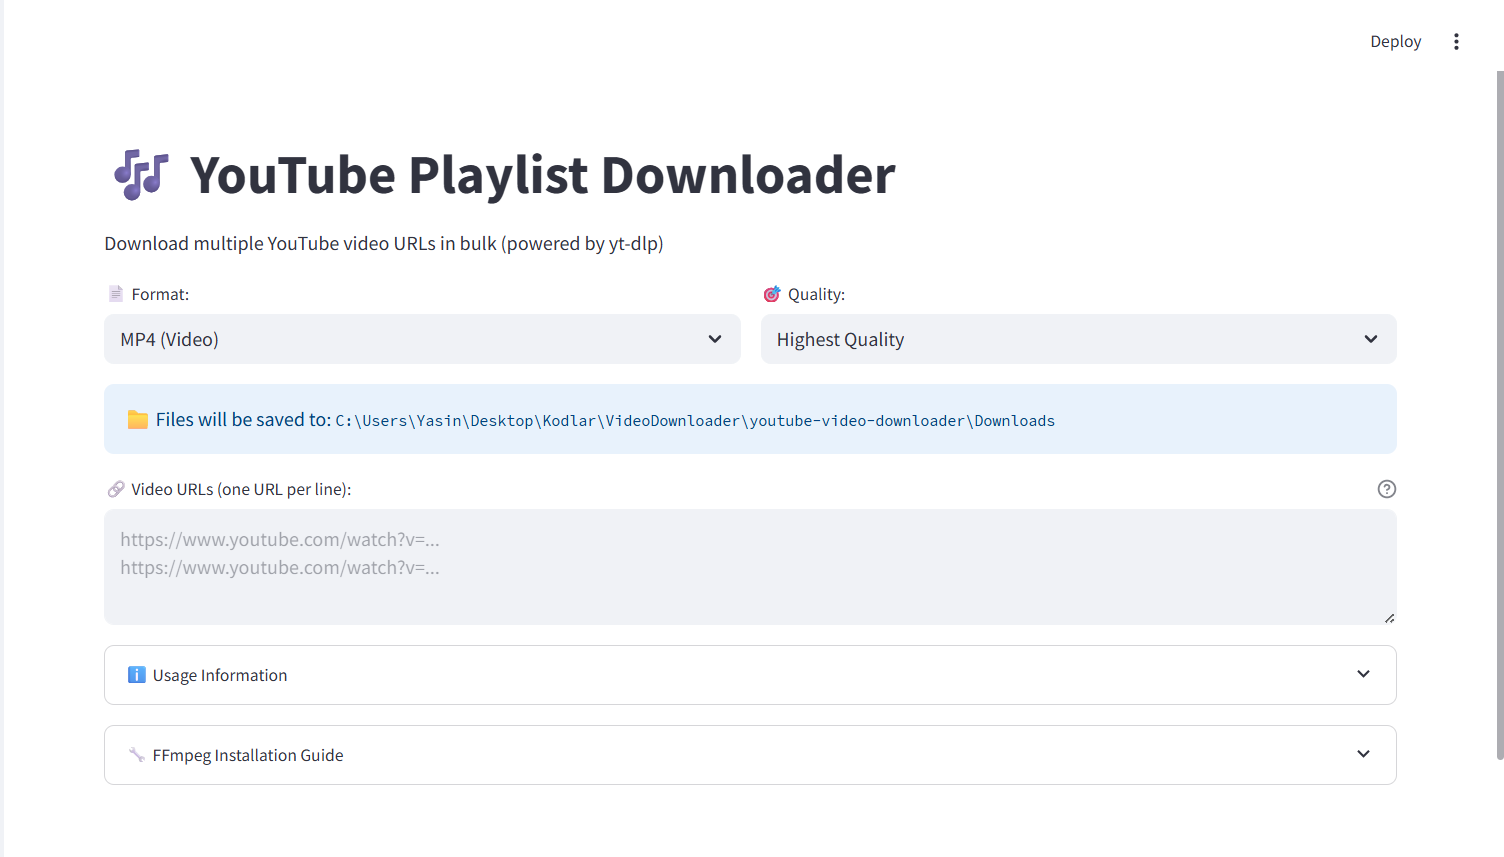 Deploy
YouTube Playlist Downloader
Download multiple YouTube video URLs in bulk (powered by yt-dlp)
Format:
Quality:
MP4 (Video)
Highest Quality
Files will be saved to: C:\Users\Yasin\Desktop\Kodlar\VideoDownloader\youtube-video-downloader\Downloads
Video URLs (one URL per line):
https://www.youtube.com/watch?v=...
https://www.youtube.com/watch?v=...
Usage Information
FFmpeg Installation Guide